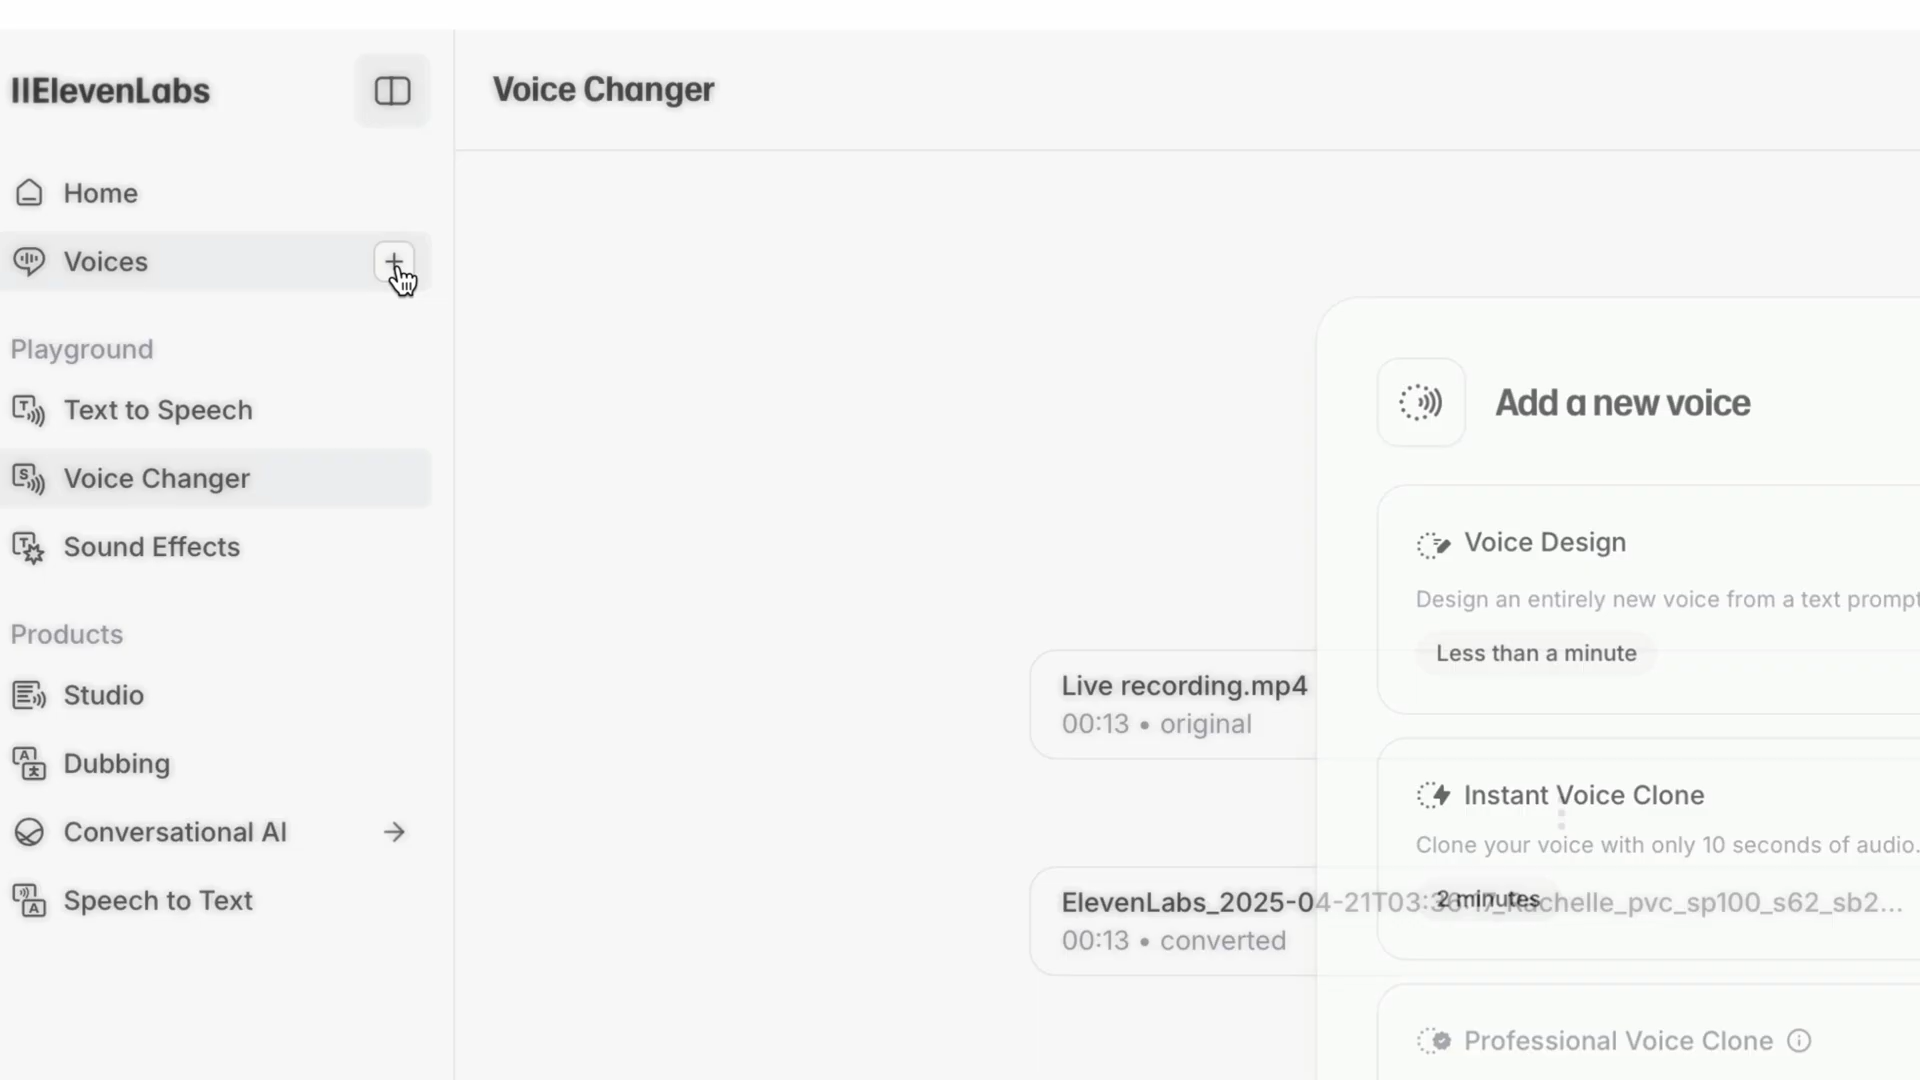 IIElevenLabs
Voice Changer
Home
Voices
Playground
Text to Speech
Voice Changer
Sound Effects
Products
Studio
Dubbing
Conversational AI
Speech to Text
Live recording.mp4
00:13 • original
ElevenLabs_2025-04-21T03:36:17_Rachelle_pvc_sp100_s62_sb2...
00:13 • converted
Add a new voice
Voice Design
Design an entirely new voice from a text prompt
Less than a minute
Instant Voice Clone
Clone your voice with only 10 seconds of audio.
2 minutes
Professional Voice Clone